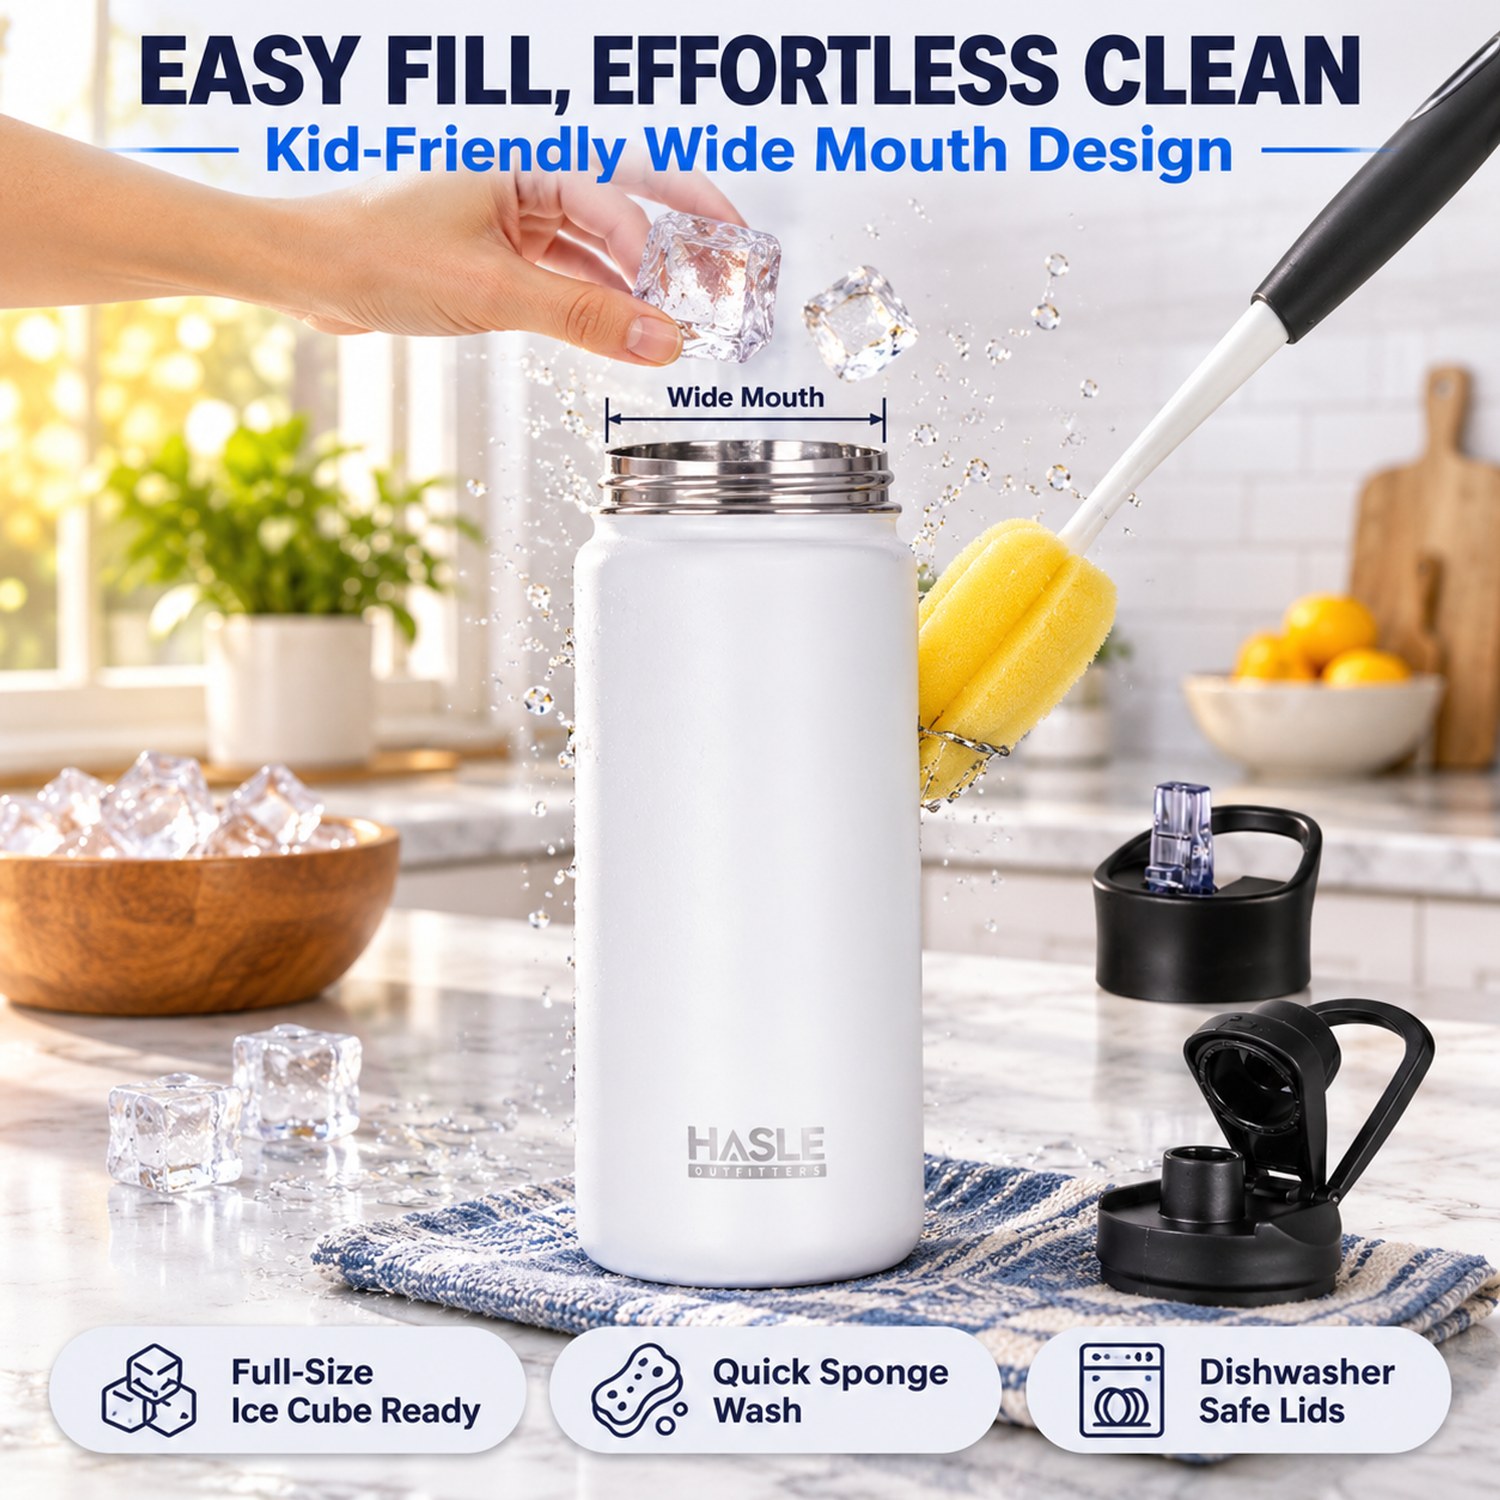 EASY FILL, EFFORTLESS CLEAN
Kid-Friendly Wide Mouth Design
Wide Mouth
HASLE
OUTFITTERS
Full-Size
Ice Cube Ready
Quick Sponge
Wash
Dishwasher
Safe Lids